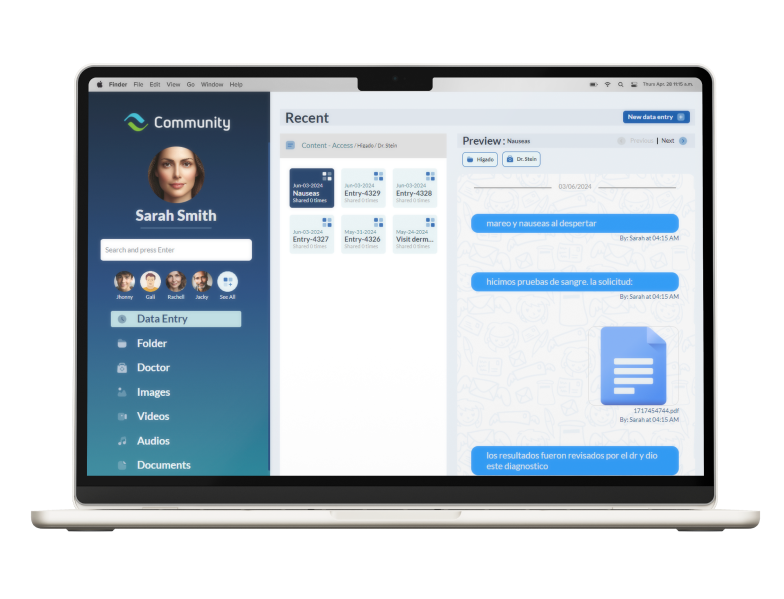 Finder File Edit View Go Window Help
Thurs Apr. 28 11:15 a.m.
Community
Sarah Smith
Search and press Enter
Jhonny Gali Rachell Jacky See All
Data Entry
Folder
Doctor
Images
Videos
Audios
Documents
Recent
New data entry
Content - Access / Hígado / Dr. Stein
Jun-03-2024
Nauseas
Shared 0 times
Jun-03-2024
Entry-4329
Shared 0 times
Jun-03-2024
Entry-4328
Shared 0 times
Jun-03-2024
Entry-4327
Shared 0 times
May-31-2024
Entry-4326
Shared 0 times
May-24-2024
Visit derm...
Shared 0 times
Preview : Nauseas
Previous | Next
Hígado
Dr. Stein
03/06/2024
mareo y nauseas al despertar
By: Sarah at 04:15 AM
hicimos pruebas de sangre. la solicitud:
By: Sarah at 04:15 AM
1717454744.pdf
By: Sarah at 04:15 AM
los resultados fueron revisados por el dr y dio
este diagnostico